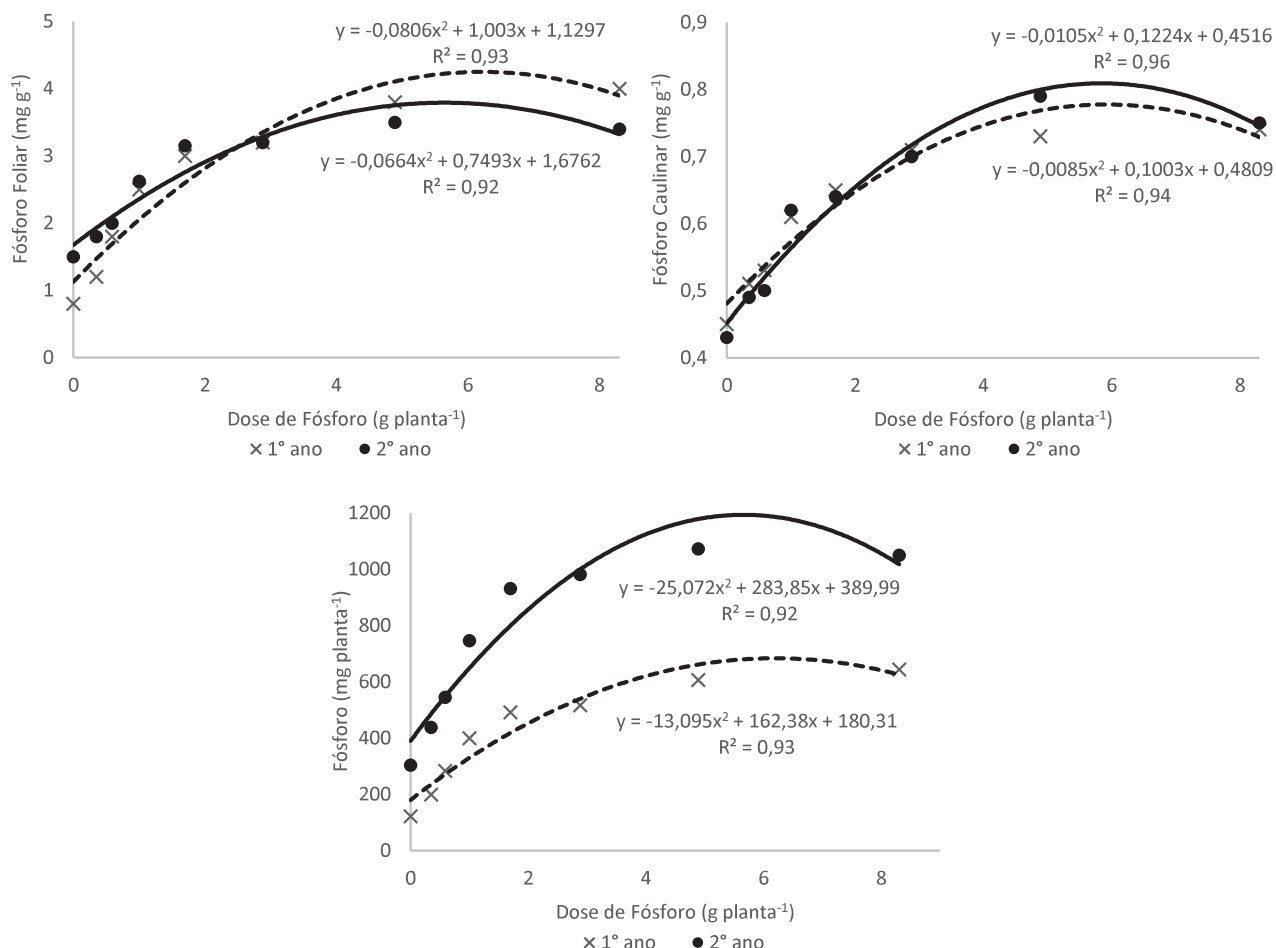 y = -0,0806x² + 1,003x + 1,1297
R² = 0,93
y = -0,0664x² + 0,7493x + 1,6762
R² = 0,92
Fósforo Foliar (mg g⁻¹)
5
4
3
2
1
0
0 2 4 6 8
Dose de Fósforo (g planta⁻¹)
1° ano 2° ano
y = -0,0105x² + 0,1224x + 0,4516
R² = 0,96
y = -0,0085x² + 0,1003x + 0,4809
R² = 0,94
Fósforo Caulinar (mg g⁻¹)
0,9
0,8
0,7
0,6
0,5
0,4
0 2 4 6 8
Dose de Fósforo (g planta⁻¹)
1° ano 2° ano
y = -25,072x² + 283,85x + 389,99
R² = 0,92
y = -13,095x² + 162,38x + 180,31
R² = 0,93
Fósforo (mg planta⁻¹)
1200
1000
800
600
400
200
0
0 2 4 6 8
Dose de Fósforo (g planta⁻¹)
1° ano 2° ano